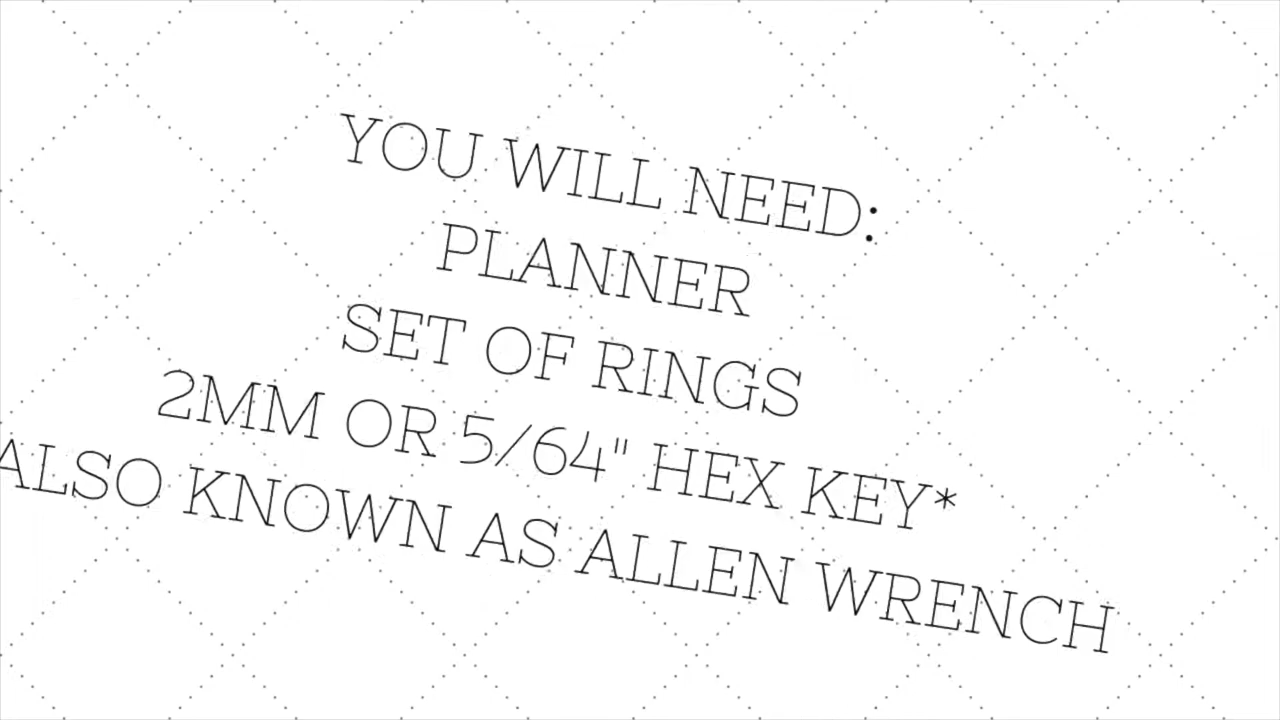 YOU WILL NEED:
PLANNER
SET OF RINGS
2MM OR 5/64" HEX KEY*
ALSO KNOWN AS ALLEN WRENCH